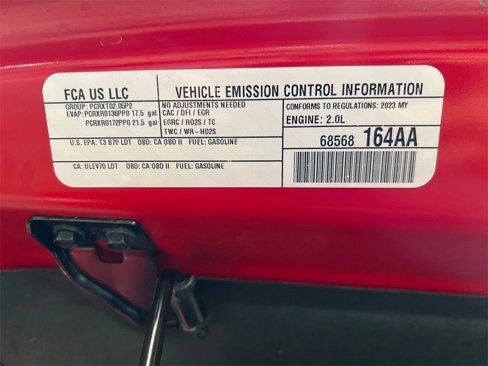 FCA US LLC
VEHICLE EMISSION CONTROL INFORMATION
GROUP: PCRXT02.05P2
EVAP: PCRXR0136PP0 17.5 gal
PCRXR0172PP0 21.5 gal
NO ADJUSTMENTS NEEDED
CAC / DFI / EGR
EGRC / HO2S / TC
TWC / WR-HO2S
CONFORMS TO REGULATIONS: 2023 MY
ENGINE: 2.0L
68568 164AA
U.S. EPA: T3 B70 LDT OBD: CA OBD II FUEL: GASOLINE
CA: ULEV70 LDT OBD: CA OBD II FUEL: GASOLINE